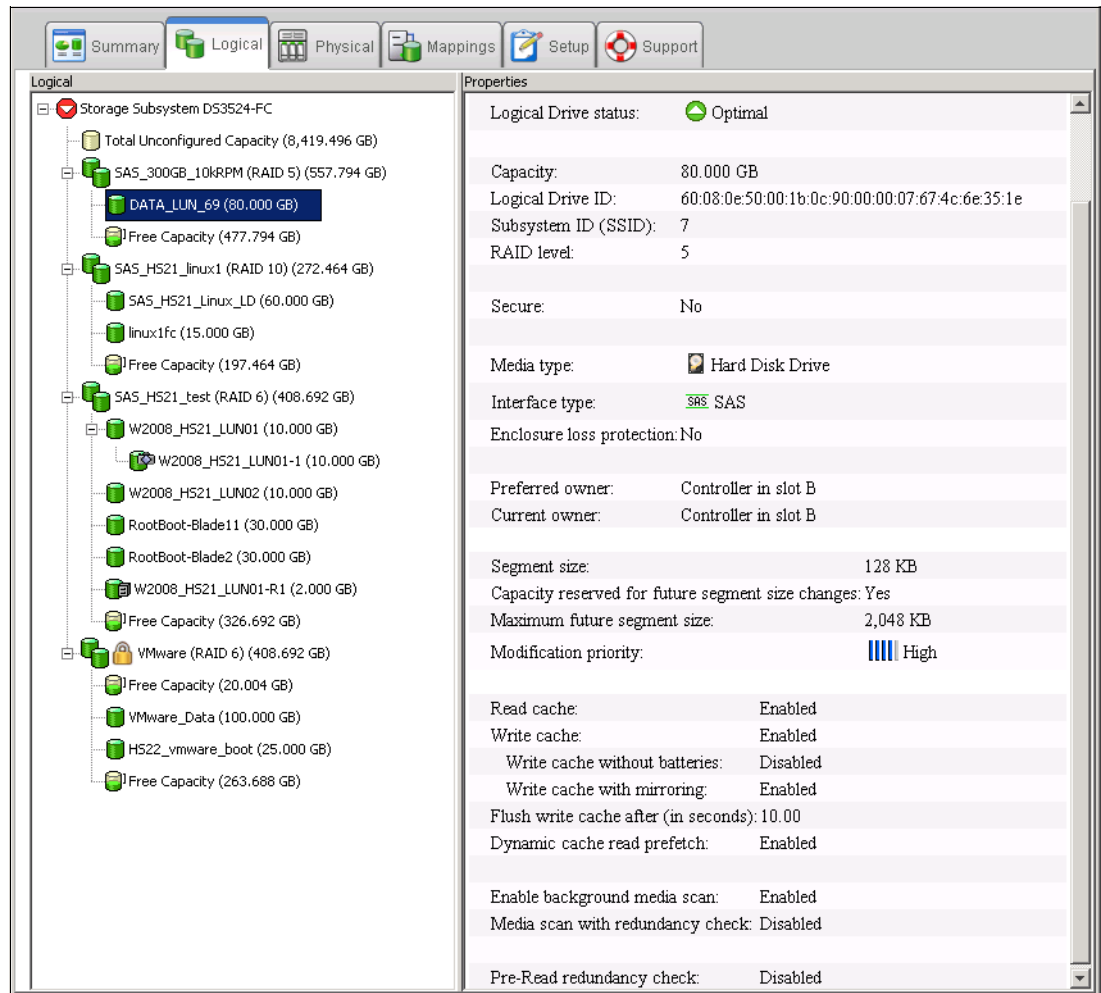 Summary Logical Physical Mappings Setup Support
Logical
Storage Subsystem DS3524-FC
Total Unconfigured Capacity (8,419.496 GB)
SAS_300GB_10kRPM (RAID 5) (557.794 GB)
DATA_LUN_69 (80.000 GB)
Free Capacity (477.794 GB)
SAS_HS21_linux1 (RAID 10) (272.464 GB)
SAS_HS21_Linux_LD (60.000 GB)
linux1fc (15.000 GB)
Free Capacity (197.464 GB)
SAS_HS21_test (RAID 6) (408.692 GB)
W2008_HS21_LUN01 (10.000 GB)
W2008_HS21_LUN01-1 (10.000 GB)
W2008_HS21_LUN02 (10.000 GB)
RootBoot-Blade11 (30.000 GB)
RootBoot-Blade2 (30.000 GB)
W2008_HS21_LUN01-R1 (2.000 GB)
Free Capacity (326.692 GB)
VMware (RAID 6) (408.692 GB)
Free Capacity (20.004 GB)
VMware_Data (100.000 GB)
HS22_vmware_boot (25.000 GB)
Free Capacity (263.688 GB)
Properties
Logical Drive status: Optimal
Capacity: 80.000 GB
Logical Drive ID: 60:08:0e:50:00:1b:0c:90:00:00:07:67:4c:6e:35:1e
Subsystem ID (SSID): 7
RAID level: 5
Secure: No
Media type: Hard Disk Drive
Interface type: SAS SAS
Enclosure loss protection: No
Preferred owner: Controller in slot B
Current owner: Controller in slot B
Segment size: 128 KB
Capacity reserved for future segment size changes: Yes
Maximum future segment size: 2,048 KB
Modification priority: High
Read cache: Enabled
Write cache: Enabled
Write cache without batteries: Disabled
Write cache with mirroring: Enabled
Flush write cache after (in seconds): 10.00
Dynamic cache read prefetch: Enabled
Enable background media scan: Enabled
Media scan with redundancy check: Disabled
Pre-Read redundancy check: Disabled